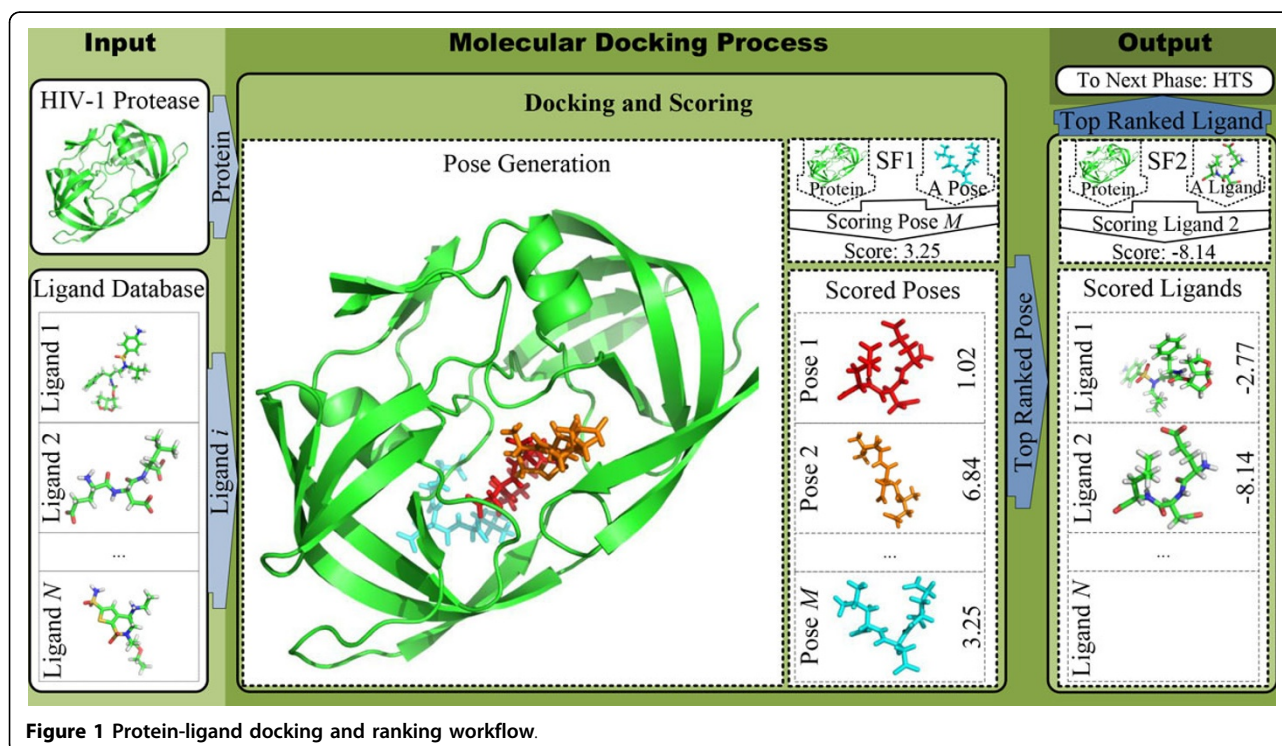 Input
HIV-1 Protease
Protein
Ligand Database
Ligand 1
Ligand 2
...
Ligand N
Ligand i
Molecular Docking Process
Docking and Scoring
Pose Generation
SF1
Protein
A Pose
Scoring Pose M
Score: 3.25
Scored Poses
Pose 1
1.02
Pose 2
6.84
...
Pose M
3.25
Top Ranked Pose
Output
To Next Phase: HTS
Top Ranked Ligand
SF2
Protein
A Ligand
Scoring Ligand 2
Score: -8.14
Scored Ligands
Ligand 1
-2.77
Ligand 2
-8.14
...
Ligand N
Figure 1 Protein-ligand docking and ranking workflow.